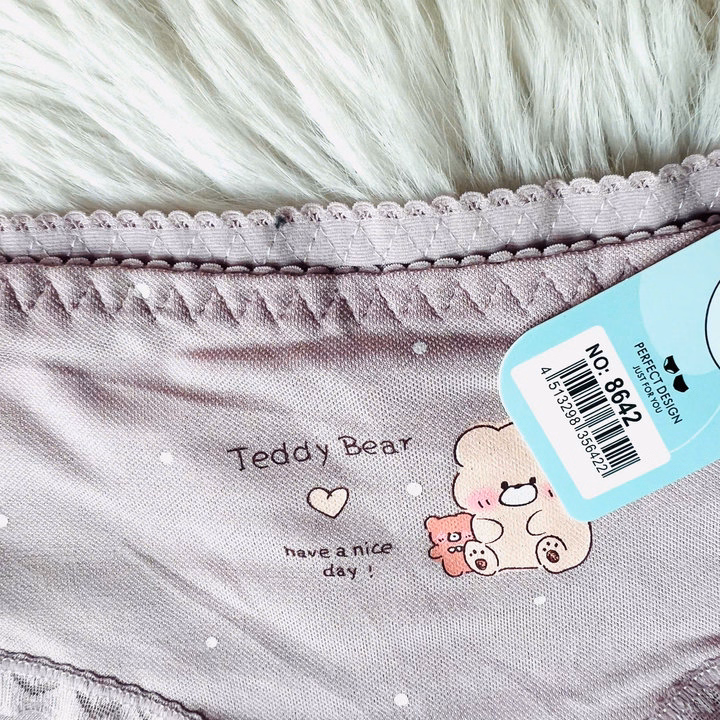 Teddy Bear
have a nice
day !
PERFECT DESIGN
JUST FOR YOU
NO: 8642
4 513298 356422